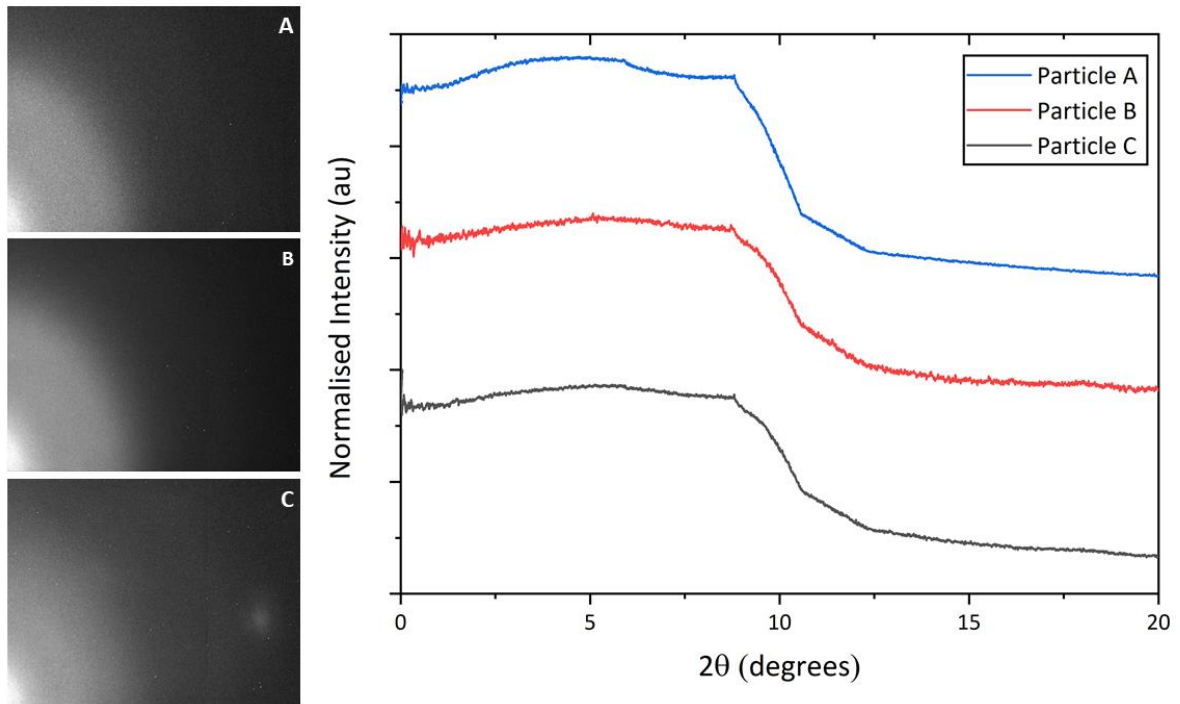 A
B
C
Particle A
Particle B
Particle C
Normalised Intensity (au)
0
5
10
15
20
2θ (degrees)